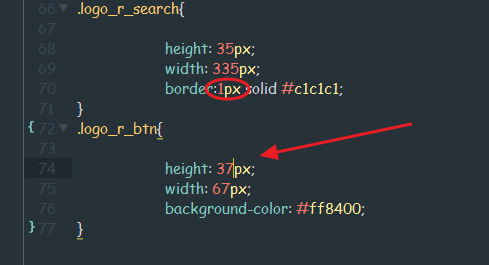 66 .logo_r_search{
67
68 height: 35px;
69 width: 335px;
70 border:1px solid #c1c1c1;
71 }
{ 72 .logo_r_btn{
73
74 height: 37px;
75 width: 67px;
76 background-color: #ff8400;
} 77 }